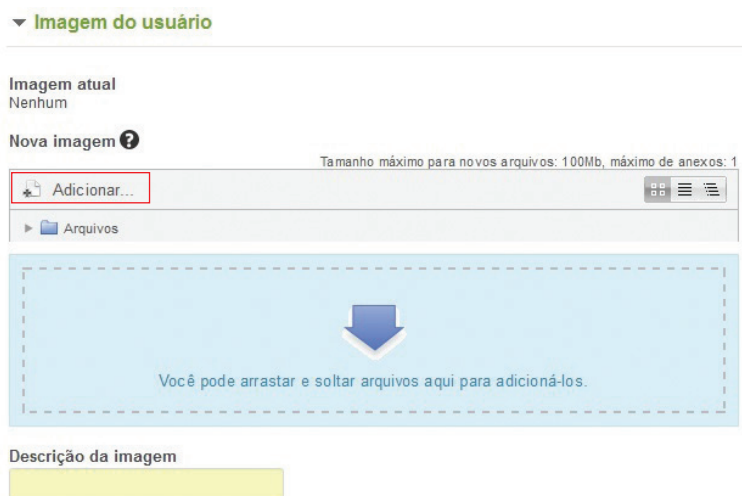 Imagem do usuário
Imagem atual
Nenhum
Nova imagem
Tamanho máximo para novos arquivos: 100Mb, máximo de anexos: 1
Adicionar...
Arquivos
Você pode arrastar e soltar arquivos aqui para adicioná-los.
Descrição da imagem